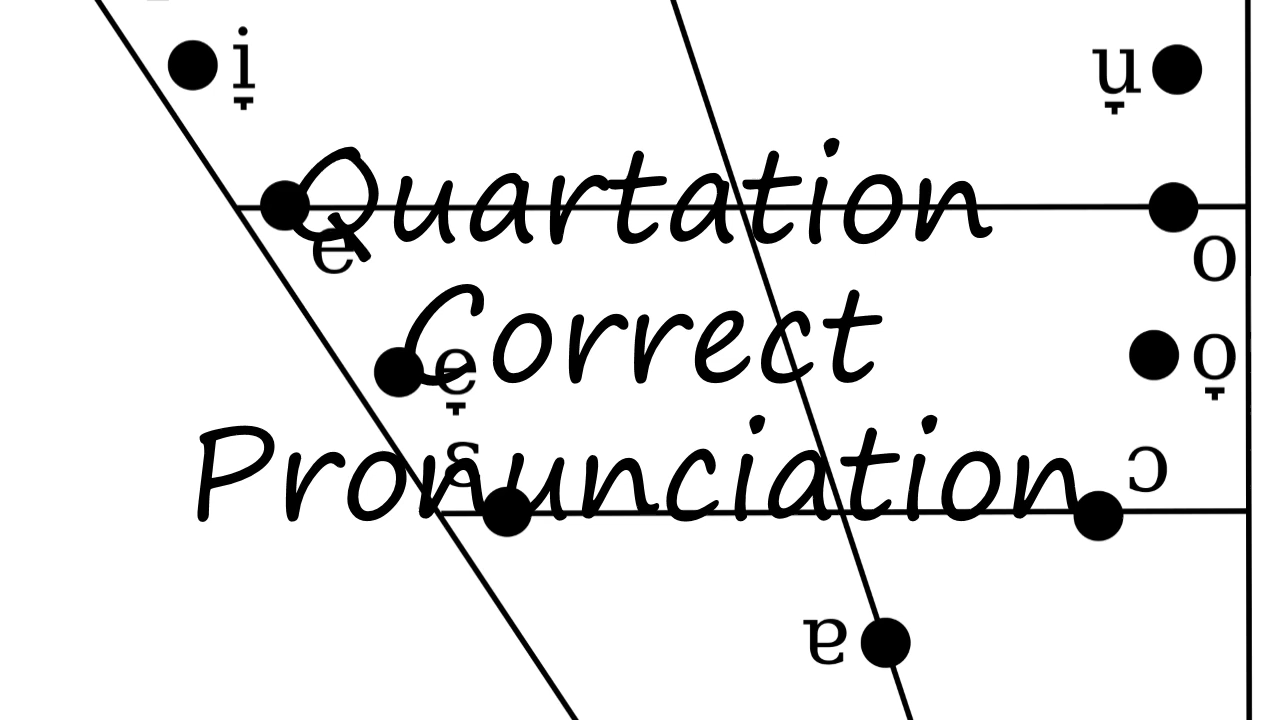 i̞ u̞
Quartation
e o
Correct
e̞ o̞
Pronunciation
ɛ ɔ
ɐ